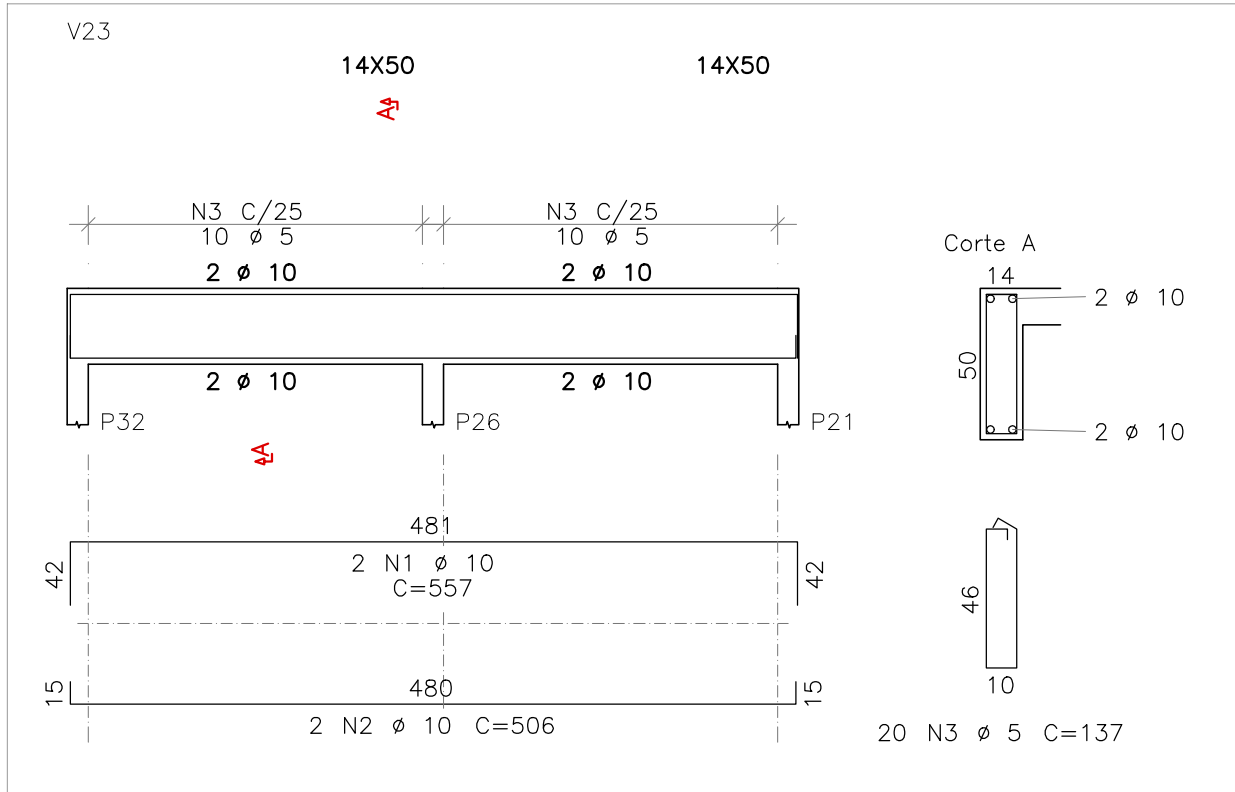 V23
14X50
14X50
A
N3 C/25
10 ø 5
N3 C/25
10 ø 5
2 ø 10
2 ø 10
2 ø 10
2 ø 10
P32
P26
P21
A
Corte A
14
50
2 ø 10
2 ø 10
481
42
42
2 N1 ø 10
C=557
15
480
15
2 N2 ø 10 C=506
46
10
20 N3 ø 5 C=137